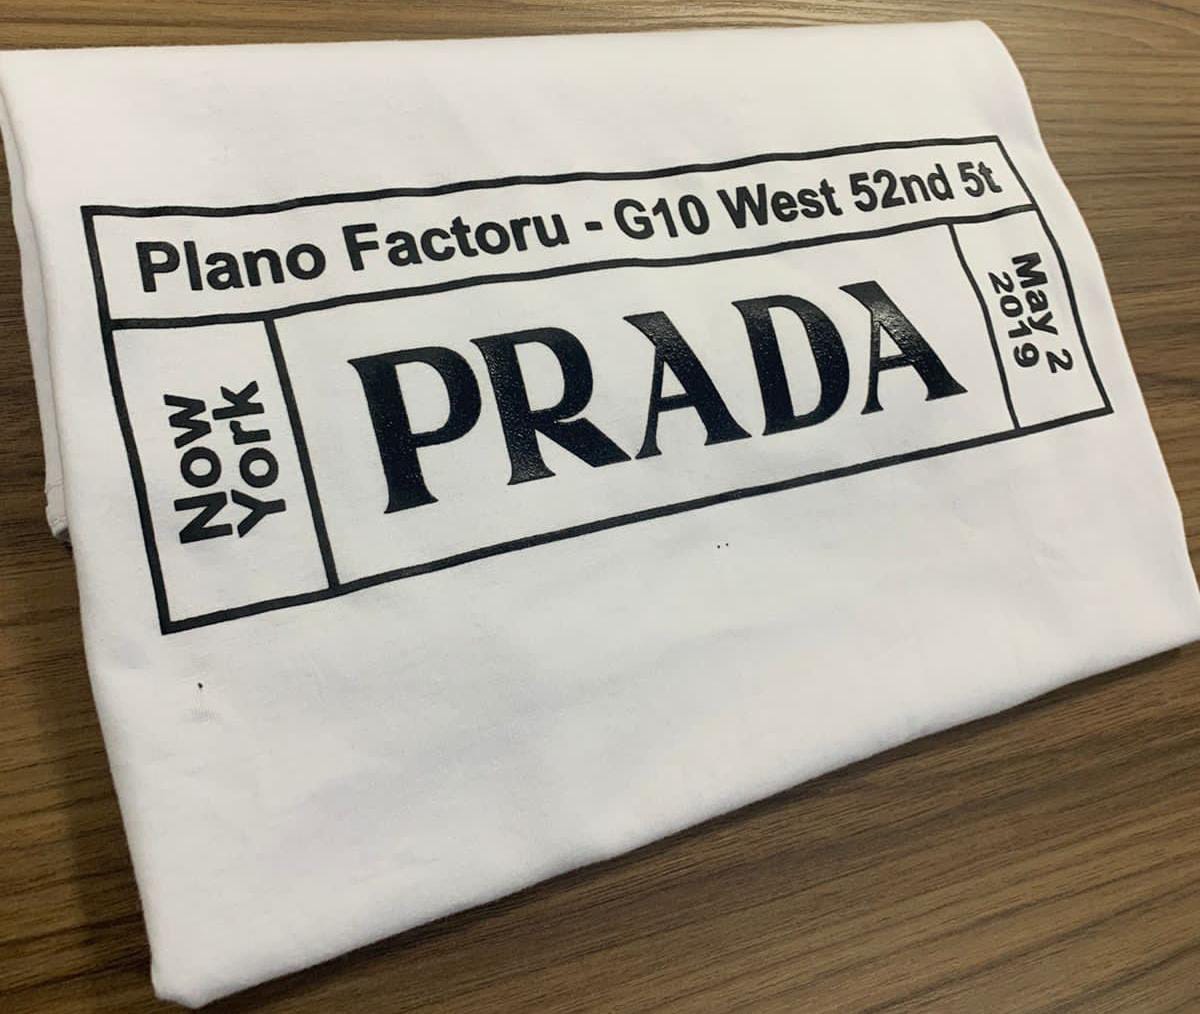 Plano Factoru - G10 West 52nd 5t
Now
York
PRADA
May 2
2019